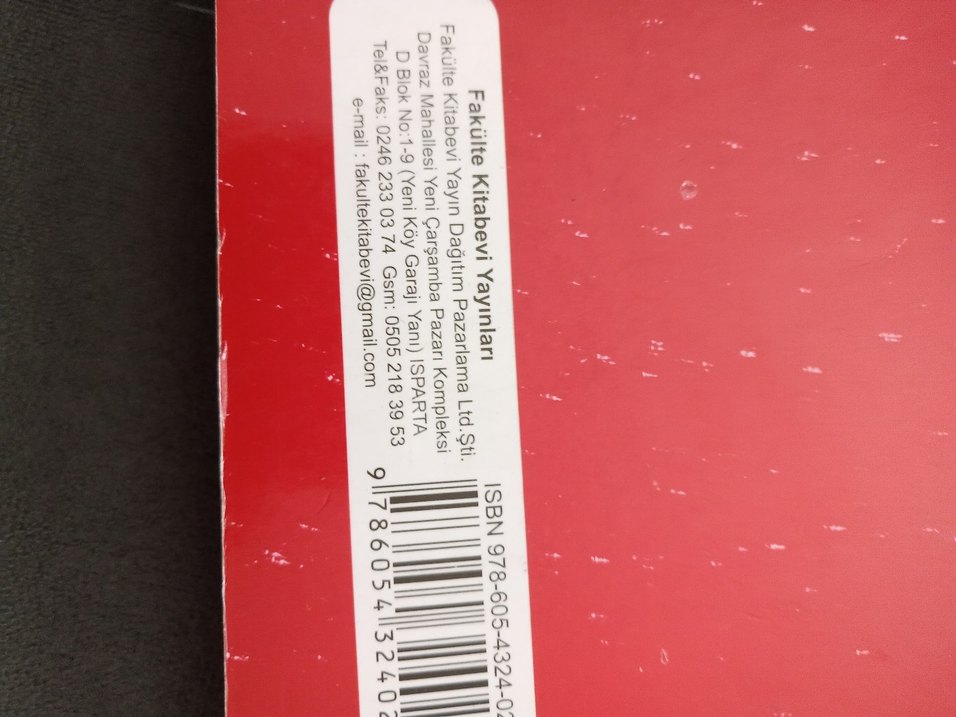 Fakülte Kitabevi Yayınları
Fakülte Kitabevi Yayın Dağıtım Pazarlama Ltd.Şti.
Davraz Mahallesi Yeni Çarşamba Pazarı Kompleksi
D Blok No:1-9 (Yeni Köy Garajı Yanı) ISPARTA
Tel&Faks: 0246 233 03 74 Gsm: 0505 218 39 53
e-mail : fakultekitabevi@gmail.com
ISBN 978-605-4324-02
9 786054 32402